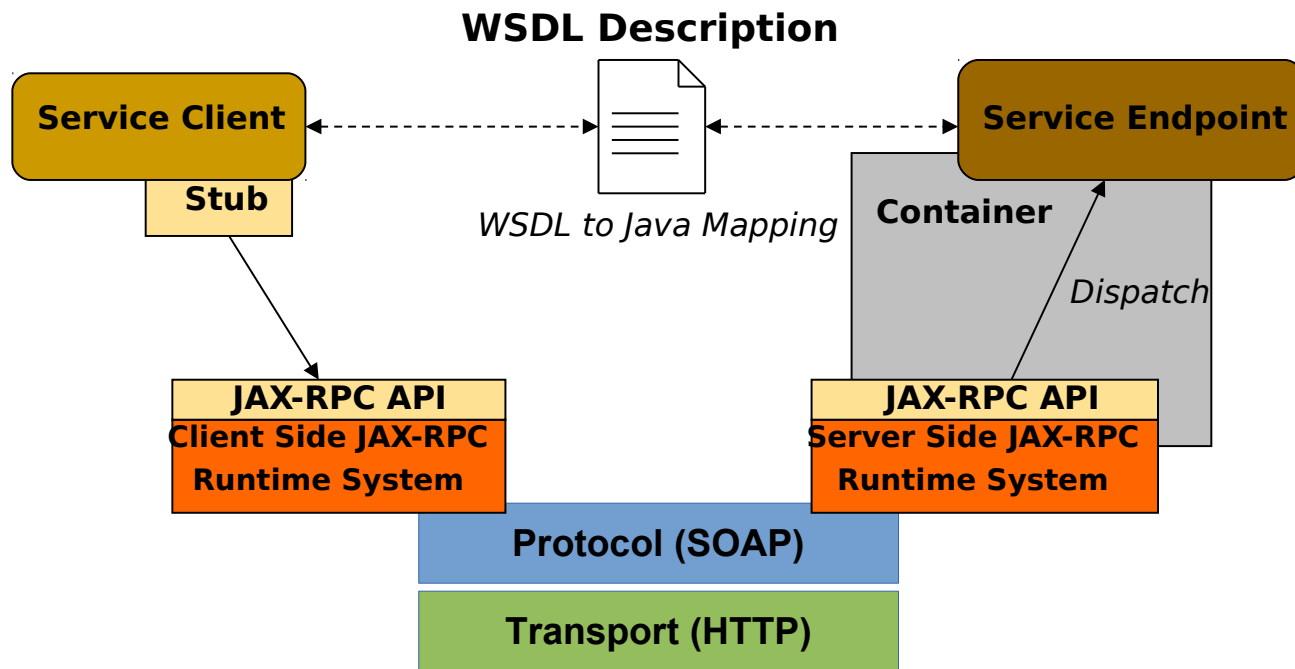 WSDL Description
Service Client
Service Endpoint
Stub
WSDL to Java Mapping
Container
Dispatch
JAX-RPC API
Client Side JAX-RPC
Runtime System
JAX-RPC API
Server Side JAX-RPC
Runtime System
Protocol (SOAP)
Transport (HTTP)